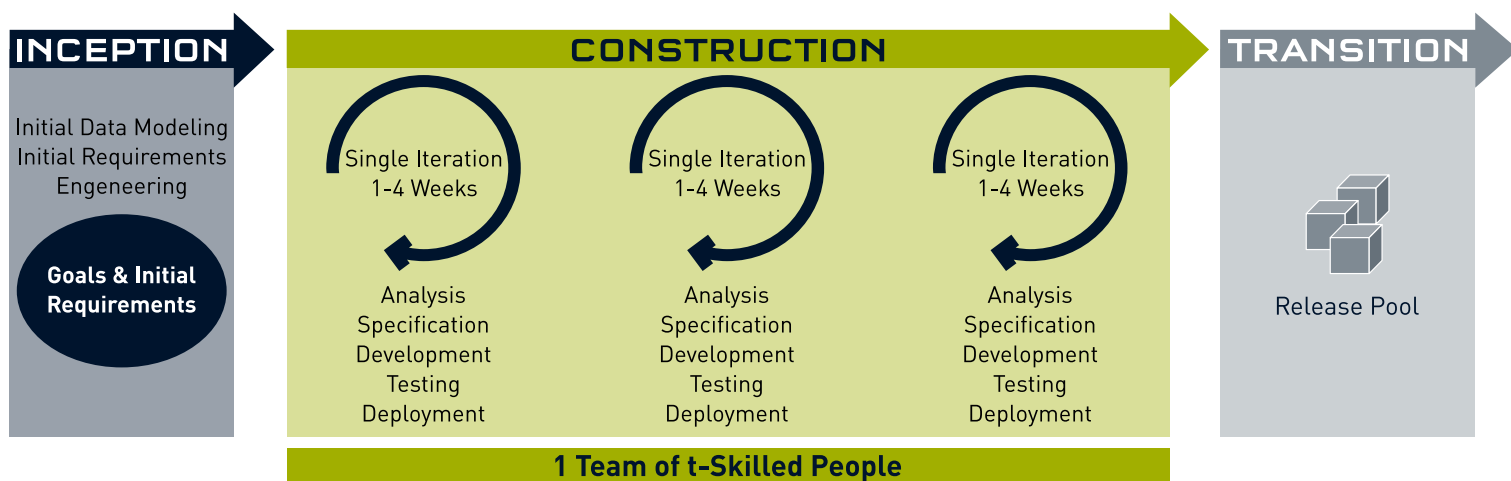 INCEPTION
Initial Data Modeling
Initial Requirements
Engeneering
Goals & Initial
Requirements
CONSTRUCTION
Single Iteration
1-4 Weeks
Analysis
Specification
Development
Testing
Deployment
Single Iteration
1-4 Weeks
Analysis
Specification
Development
Testing
Deployment
Single Iteration
1-4 Weeks
Analysis
Specification
Development
Testing
Deployment
1 Team of t-Skilled People
TRANSITION
Release Pool